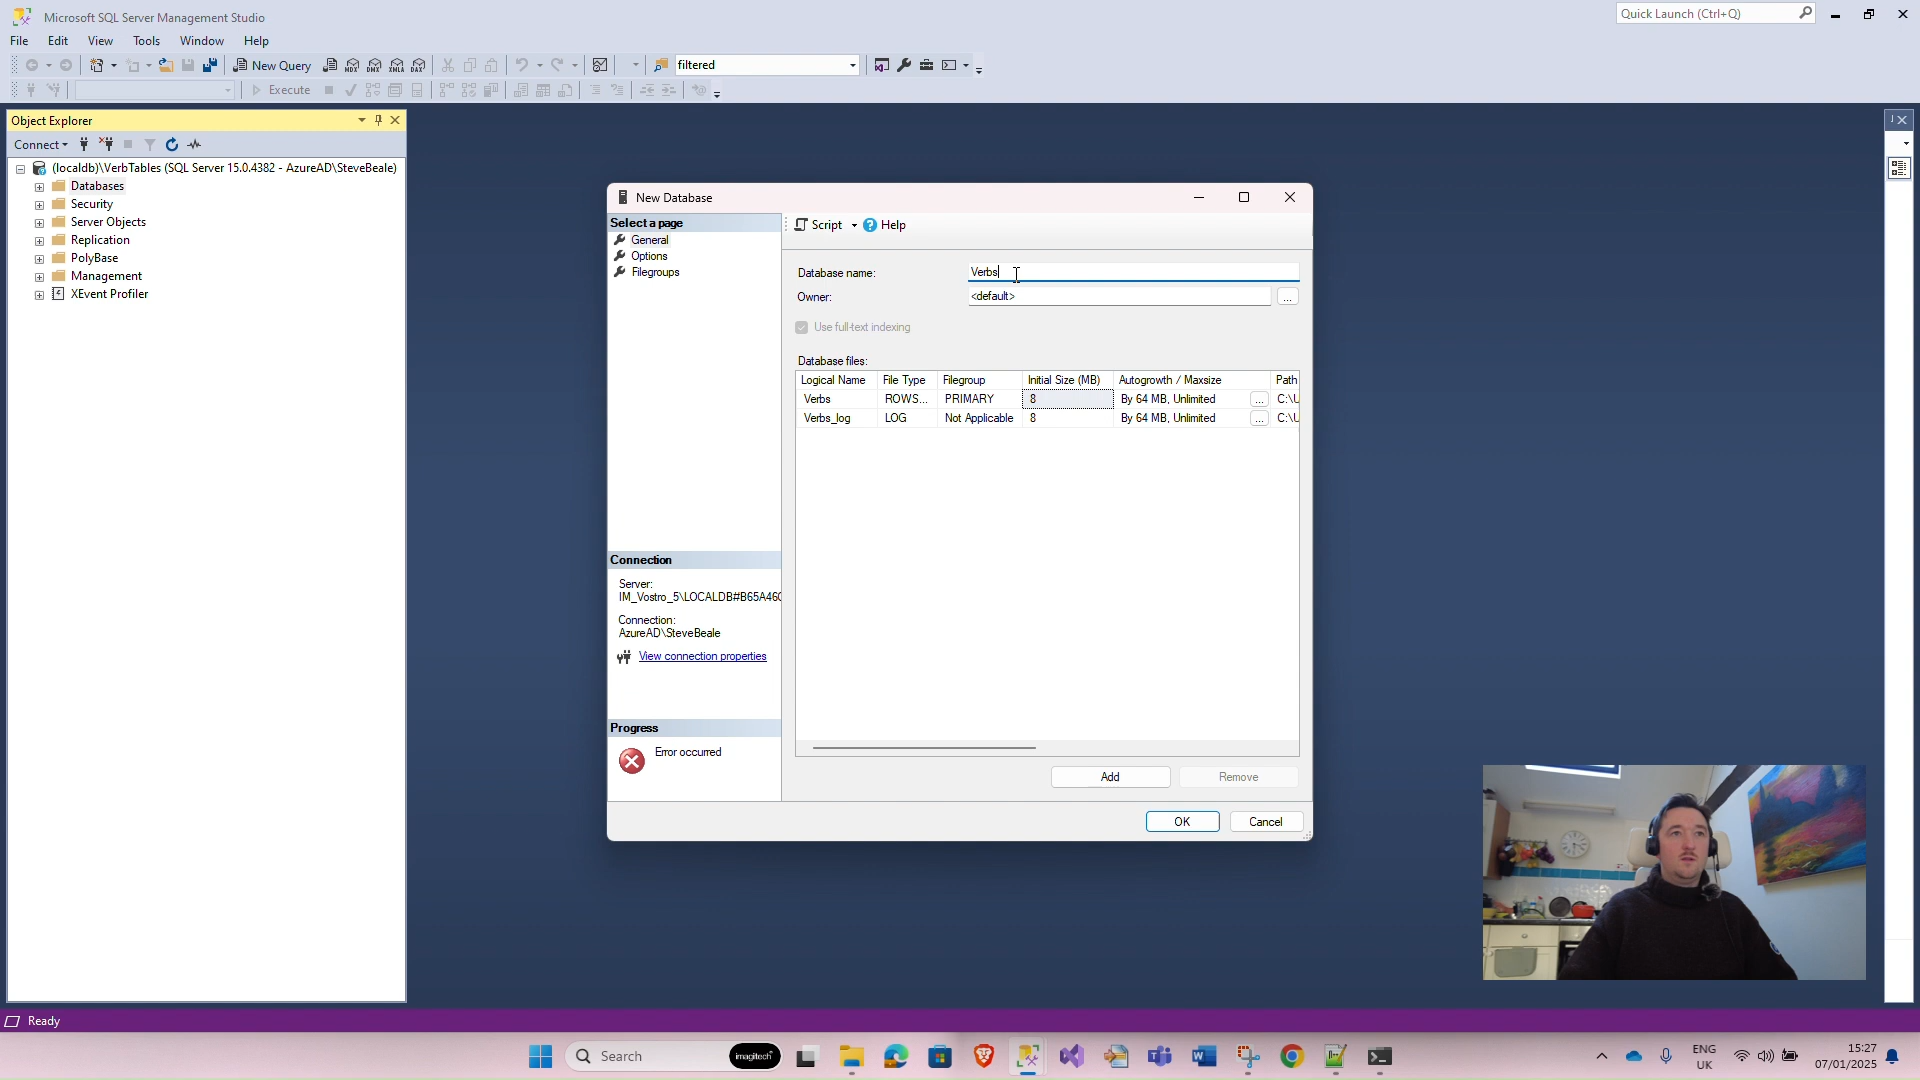 Microsoft SQL Server Management Studio
Quick Launch (Ctrl+Q)
File Edit View Tools Window Help
New Query
MDX DMX XMLA DAX
filtered
Execute
Object Explorer
Connect
(localdb)\VerbTables (SQL Server 15.0.4382 - AzureAD\SteveBeale)
Databases
Security
Server Objects
Replication
PolyBase
Management
XEvent Profiler
New Database
Select a page
General
Options
Filegroups
Script
Help
Database name: Verbs
Owner: <default>
...
Use full-text indexing
Database files:
Logical Name File Type Filegroup Initial Size (MB) Autogrowth / Maxsize Path
Verbs ROWS... PRIMARY 8 By 64 MB, Unlimited ... C:\U
Verbs_log LOG Not Applicable 8 By 64 MB, Unlimited ... C:\U
Connection
Server:
IM_Vostro_5\LOCALDB#B65A46
Connection:
AzureAD\SteveBeale
View connection properties
Progress
Error occurred
Add Remove
OK Cancel
Ready
Search
imagitech
ENG
UK
15:27
07/01/2025